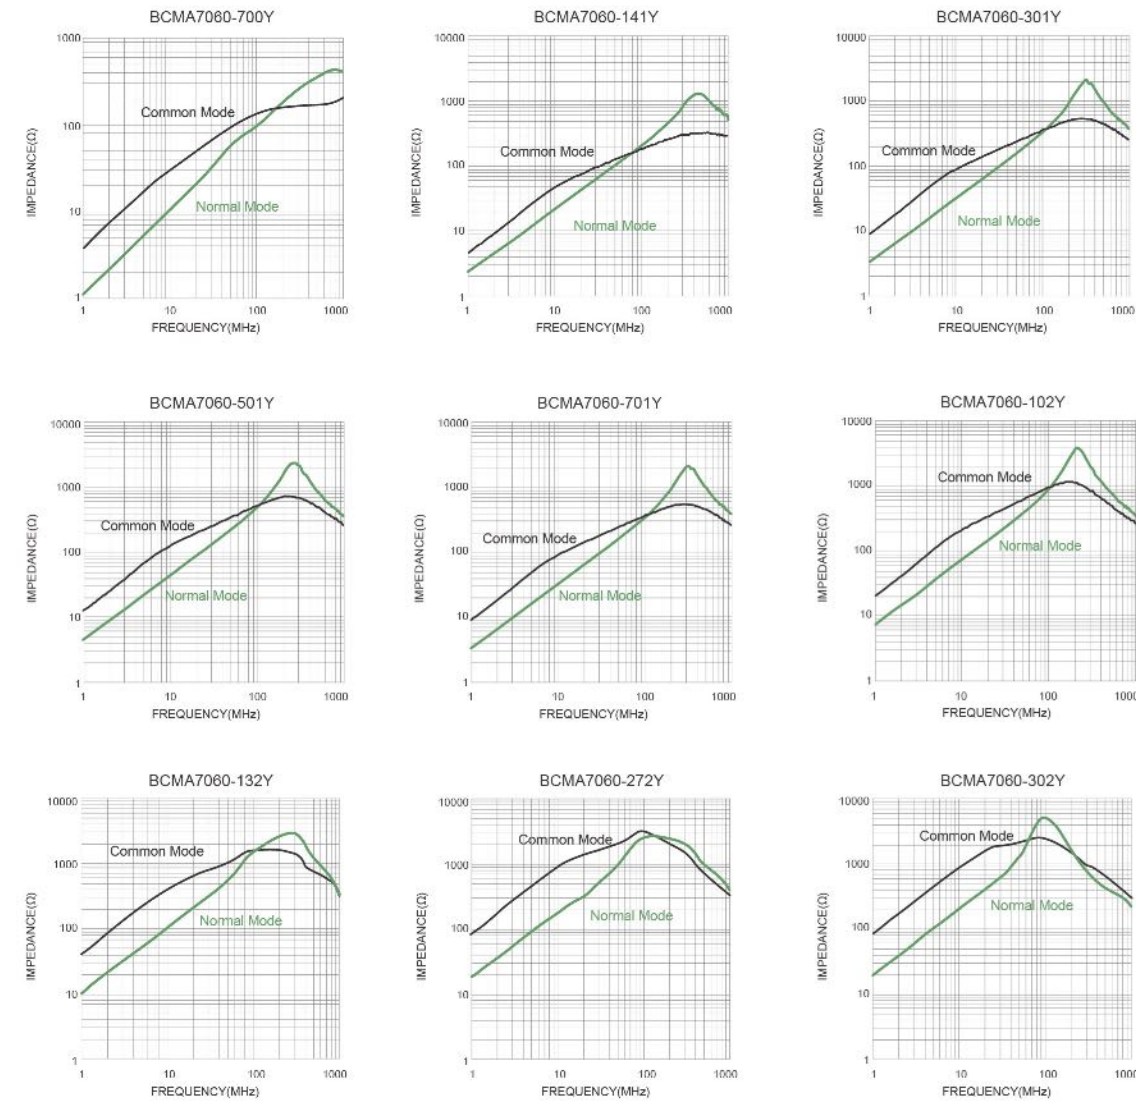 BCMA7060-700Y
1000
100
10
1
IMPEDANCE(Ω)
Common Mode
Normal Mode
1 10 100 1000
FREQUENCY(MHz)
BCMA7060-141Y
10000
1000
100
10
1
IMPEDANCE(Ω)
Common Mode
Normal Mode
1 10 100 1000
FREQUENCY(MHz)
BCMA7060-301Y
10000
1000
100
10
1
IMPEDANCE(Ω)
Common Mode
Normal Mode
1 10 100 1000
FREQUENCY(MHz)
BCMA7060-501Y
10000
1000
100
10
1
IMPEDANCE(Ω)
Common Mode
Normal Mode
1 10 100 1000
FREQUENCY(MHz)
BCMA7060-701Y
10000
1000
100
10
1
IMPEDANCE(Ω)
Common Mode
Normal Mode
1 10 100 1000
FREQUENCY(MHz)
BCMA7060-102Y
10000
1000
100
10
1
IMPEDANCE(Ω)
Common Mode
Normal Mode
1 10 100 1000
FREQUENCY(MHz)
BCMA7060-132Y
10000
1000
100
10
1
IMPEDANCE(Ω)
Common Mode
Normal Mode
1 10 100 1000
FREQUENCY(MHz)
BCMA7060-272Y
10000
1000
100
10
1
IMPEDANCE(Ω)
Common Mode
Normal Mode
1 10 100 1000
FREQUENCY(MHz)
BCMA7060-302Y
10000
1000
100
10
1
IMPEDANCE(Ω)
Common Mode
Normal Mode
1 10 100 1000
FREQUENCY(MHz)